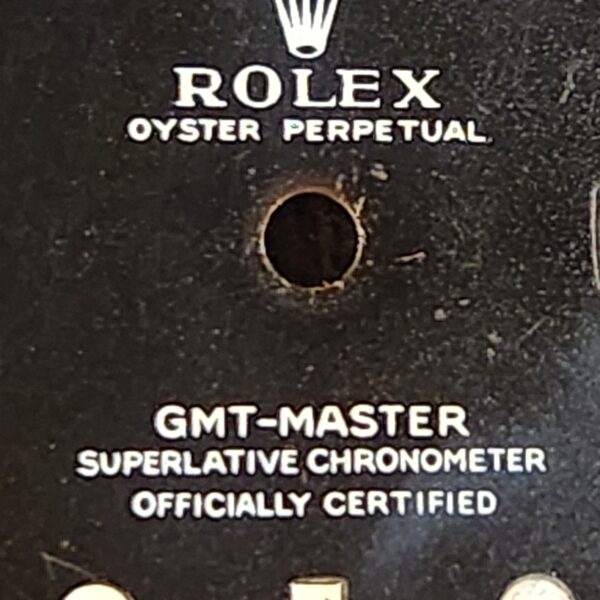 ROLEX
OYSTER PERPETUAL
GMT-MASTER
SUPERLATIVE CHRONOMETER
OFFICIALLY CERTIFIED